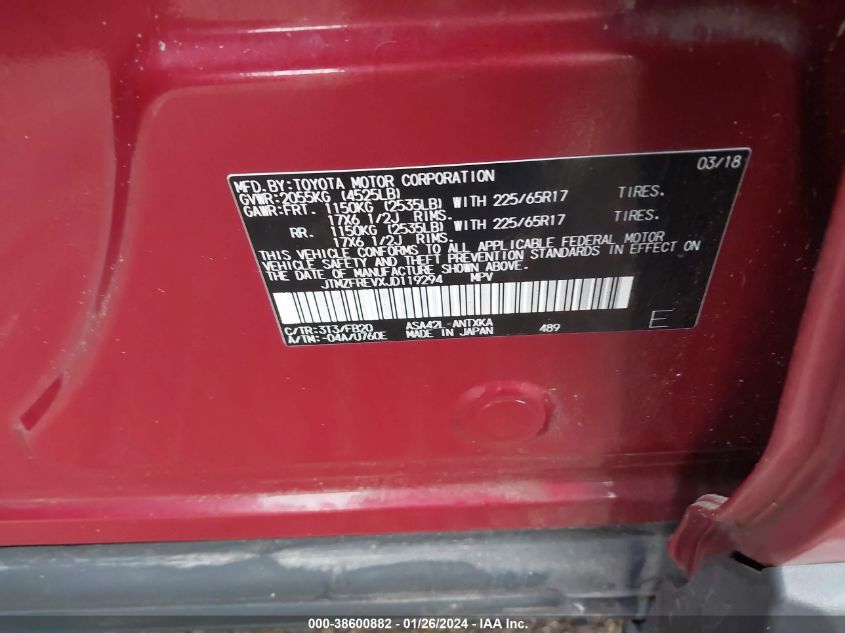 03/18
MFD.BY:TOYOTA MOTOR CORPORATION
GVWR:2055KG (4525LB)
GAWR:FRT. 1150KG (2535LB) WITH 225/65R17 TIRES.
17X6 1/2J RIMS.
RR. 1150KG (2535LB) WITH 225/65R17 TIRES.
17X6 1/2J RIMS.
THIS VEHICLE CONFORMS TO ALL APPLICABLE FEDERAL MOTOR
VEHICLE SAFETY AND THEFT PREVENTION STANDARDS IN EFFECT ON
THE DATE OF MANUFACTURE SHOWN ABOVE.
JTMZFREVXJD119294 MPV
C/TR:3T3/FB20 ASA42L-ANTXKA 489 E
A/TM:-04A/U760E MADE IN JAPAN
000-38600882 / 01/26/2024 - IAA Inc.